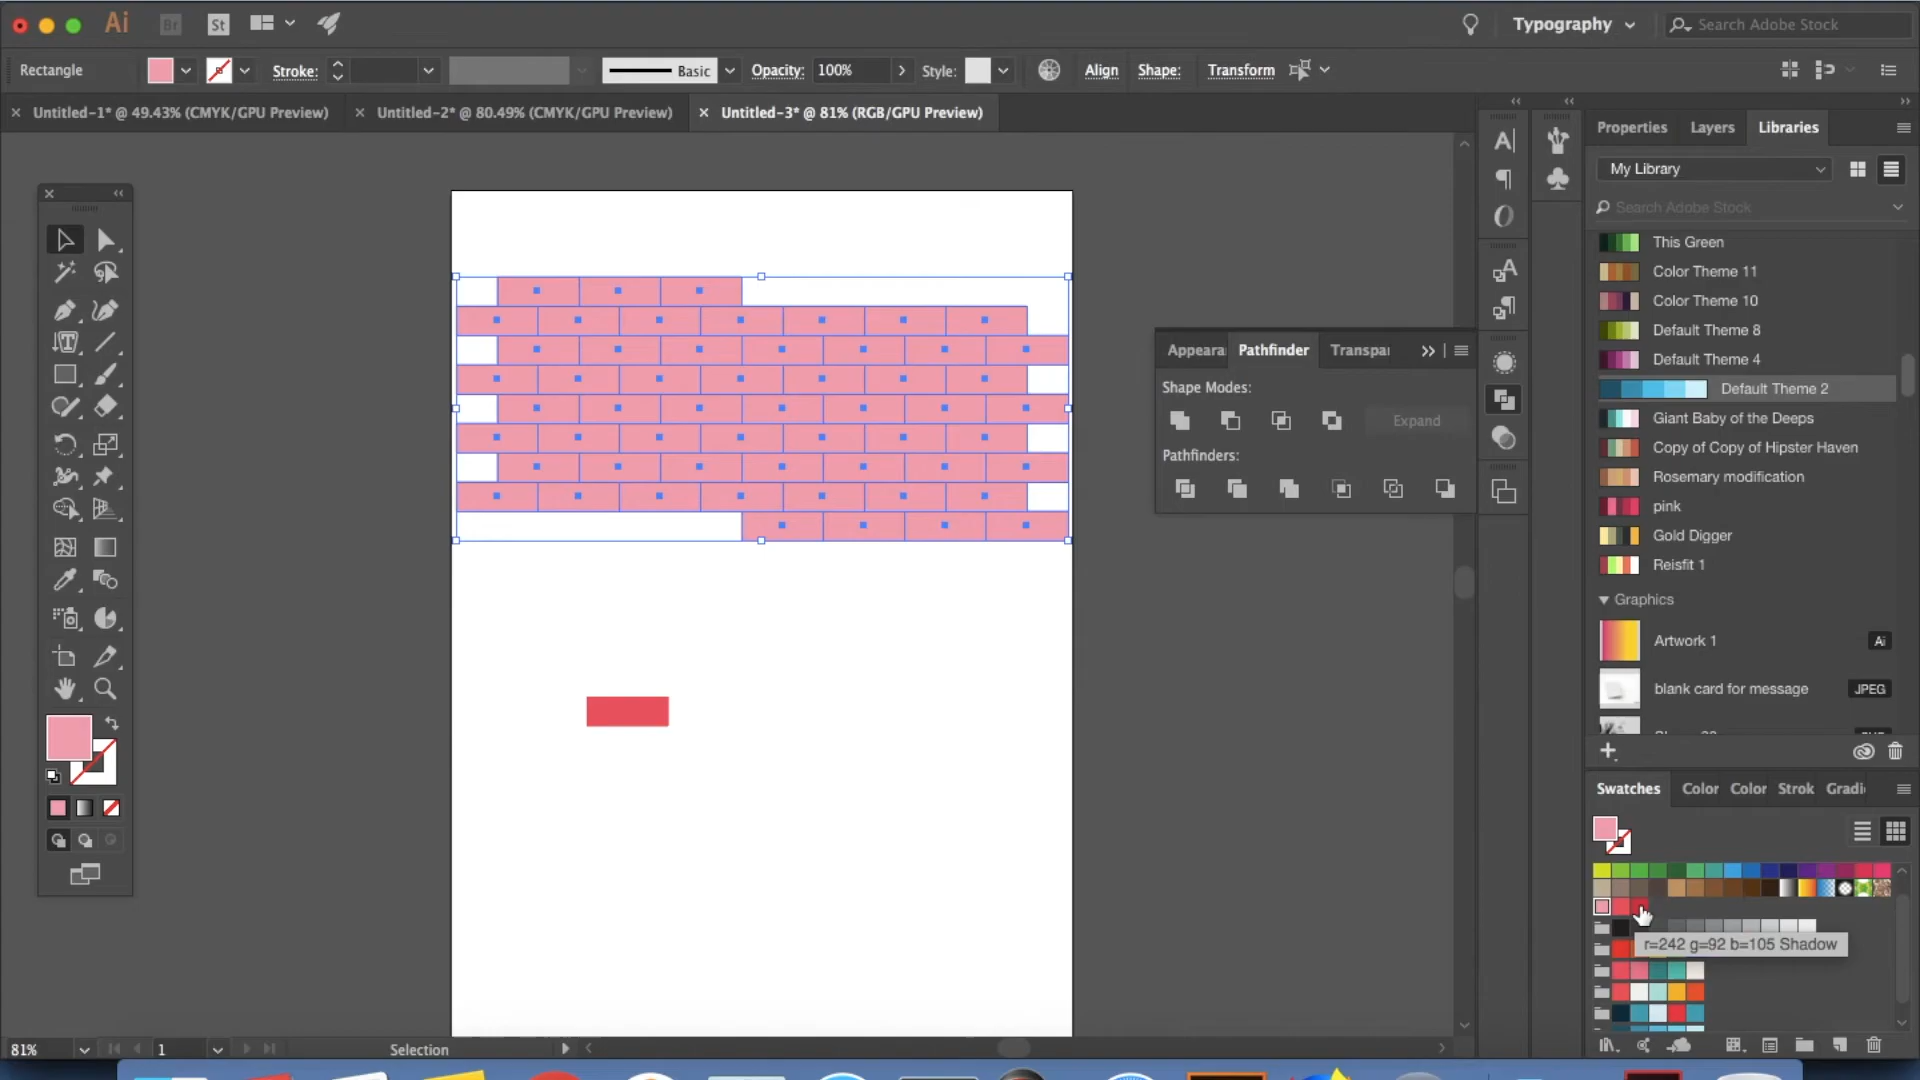 Ai
Br
St
Typography
Search Adobe Stock
Rectangle
Stroke:
Basic
Opacity:
100%
Style:
Align
Shape:
Transform
Untitled-1* @ 49.43% (CMYK/GPU Preview)
Untitled-2* @ 80.49% (CMYK/GPU Preview)
Untitled-3* @ 81% (RGB/GPU Preview)
Properties
Layers
Libraries
My Library
Search Adobe Stock
This Green
Color Theme 11
Color Theme 10
Default Theme 8
Default Theme 4
Default Theme 2
Giant Baby of the Deeps
Copy of Copy of Hipster Haven
Rosemary modification
pink
Gold Digger
Reisfit 1
Graphics
Artwork 1
Ai
blank card for message
JPEG
Appeara
Pathfinder
Transpar
Shape Modes:
Expand
Pathfinders:
Swatches
Color
Color
Strok
Gradi
r=242 g=92 b=105 Shadow
81%
1
Selection